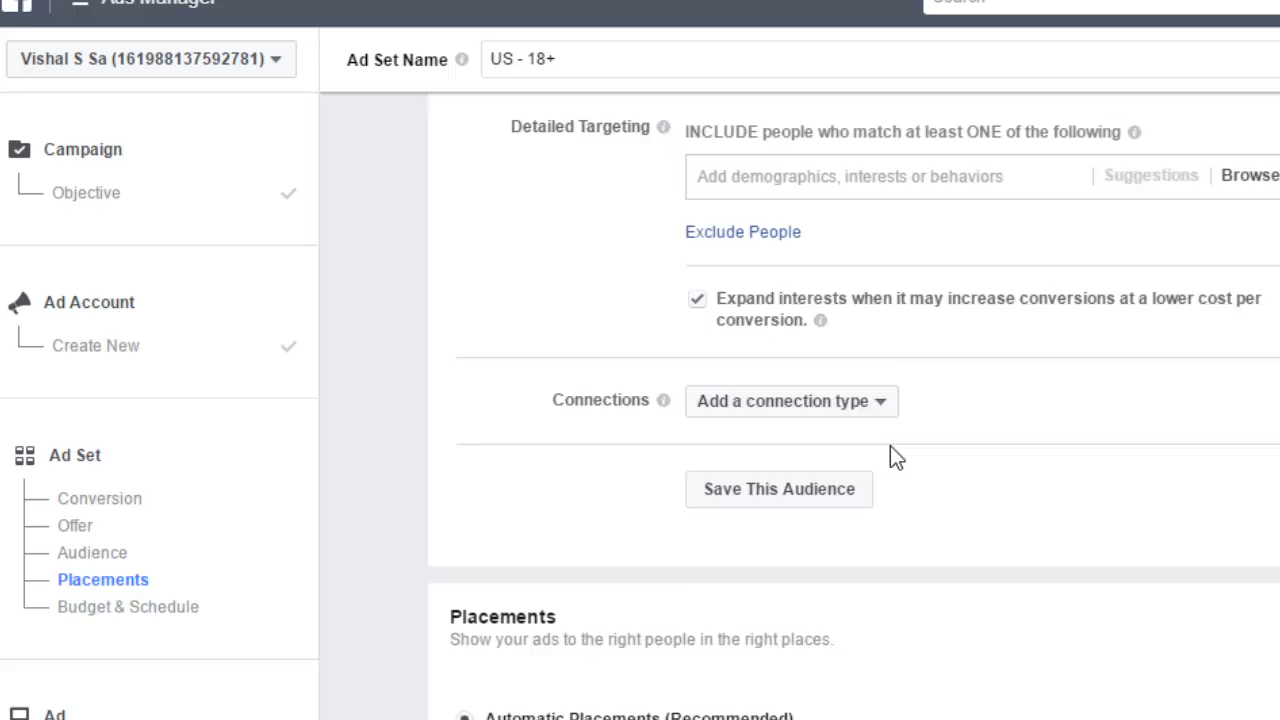 Ads Manager
Search
Vishal S Sa (161988137592781)
Ad Set Name
US - 18+
Campaign
Objective
Ad Account
Create New
Ad Set
Conversion
Offer
Audience
Placements
Budget & Schedule
Ad
Detailed Targeting
INCLUDE people who match at least ONE of the following
Add demographics, interests or behaviors
Suggestions
Browse
Exclude People
Expand interests when it may increase conversions at a lower cost per
conversion.
Connections
Add a connection type
Save This Audience
Placements
Show your ads to the right people in the right places.
Automatic Placements (Recommended)